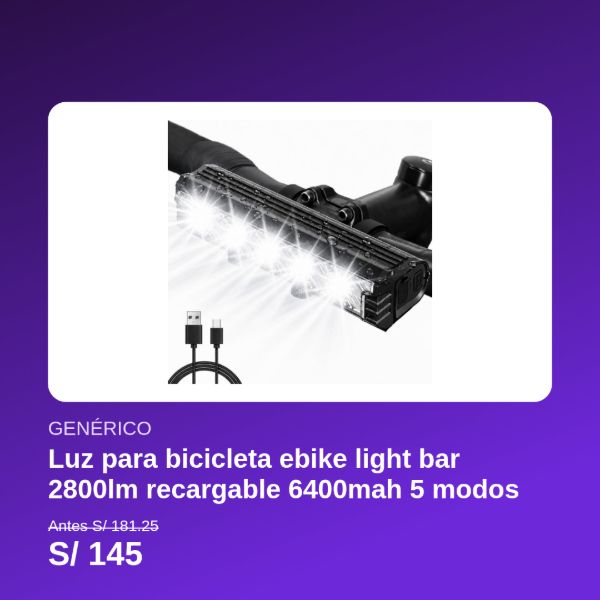 GENÉRICO
Luz para bicicleta ebike light bar
2800lm recargable 6400mah 5 modos
Antes S/ 181.25
S/ 145